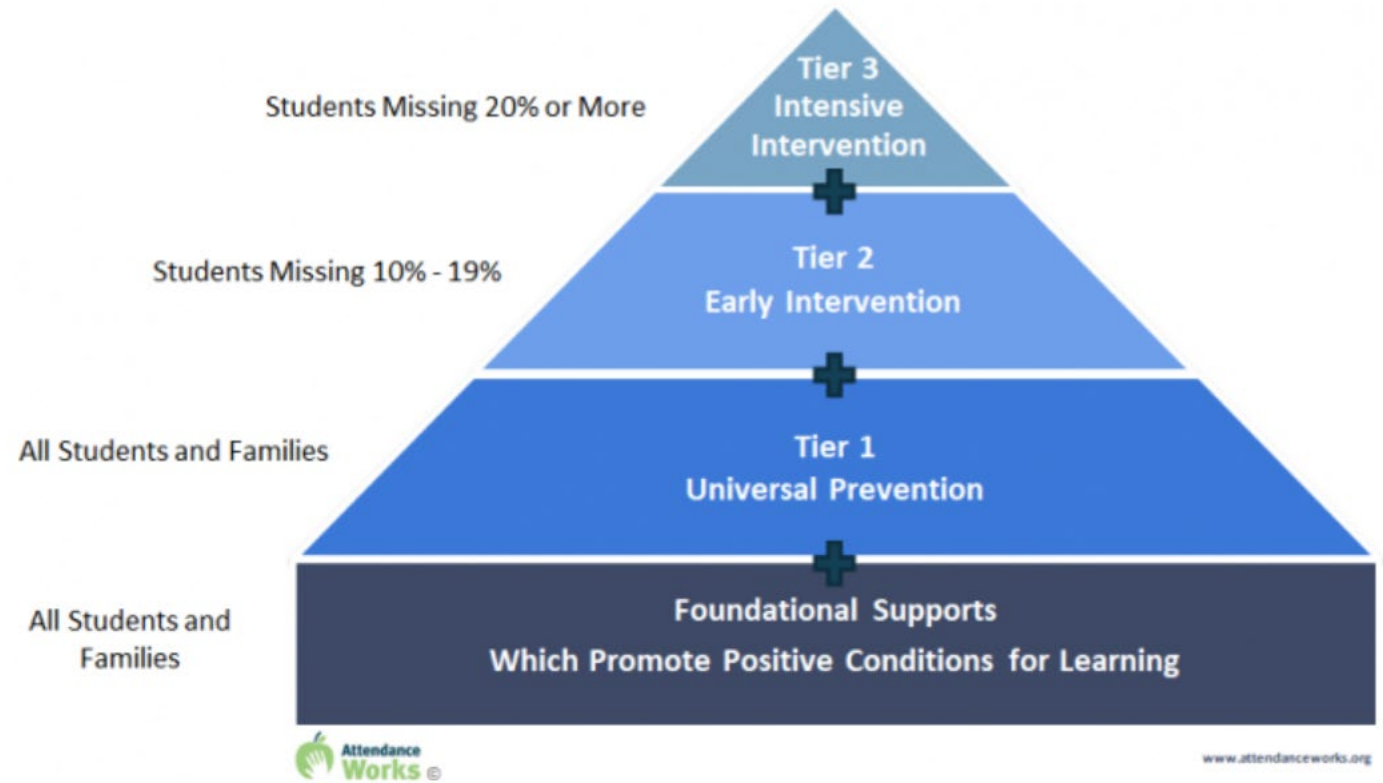 Students Missing 20% or More
Tier 3
Intensive
Intervention
Students Missing 10% - 19%
Tier 2
Early Intervention
All Students and Families
Tier 1
Universal Prevention
All Students and
Families
Foundational Supports
Which Promote Positive Conditions for Learning
Attendance
Works ©
www.attendanceworks.org